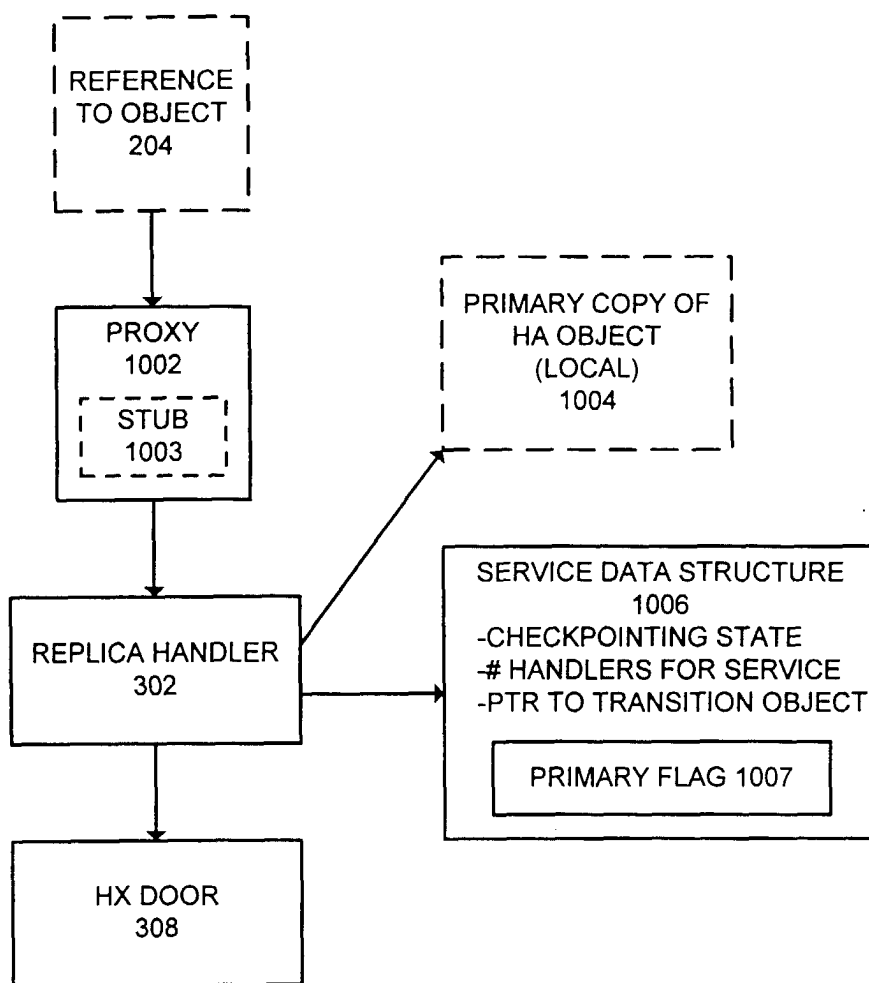 REFERENCE
TO OBJECT
204
PROXY
1002
STUB
1003
PRIMARY COPY OF
HA OBJECT
(LOCAL)
1004
REPLICA HANDLER
302
SERVICE DATA STRUCTURE
1006
-CHECKPOINTING STATE
-# HANDLERS FOR SERVICE
-PTR TO TRANSITION OBJECT
PRIMARY FLAG 1007
HX DOOR
308